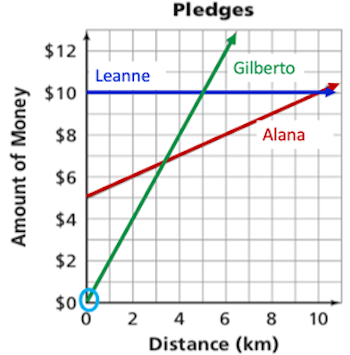 Pledges
Amount of Money
$12
$10
$8
$6
$4
$2
$0
Leanne
Gilberto
Alana
0 2 4 6 8 10
Distance (km)